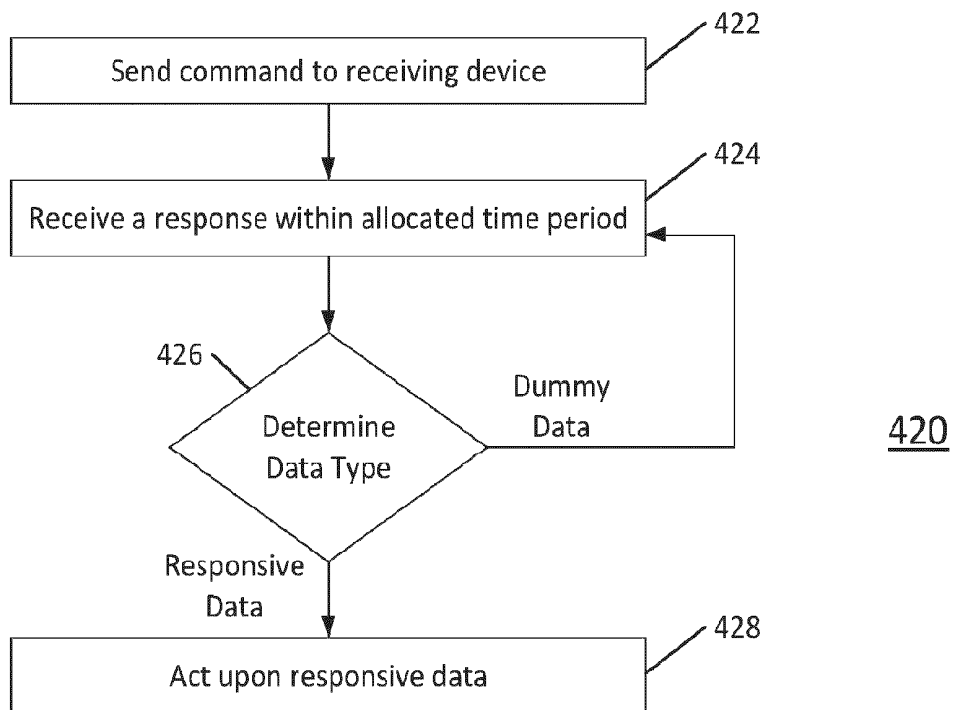 422
Send command to receiving device
424
Receive a response within allocated time period
426
Determine
Data Type
Dummy
Data
420
Responsive
Data
428
Act upon responsive data